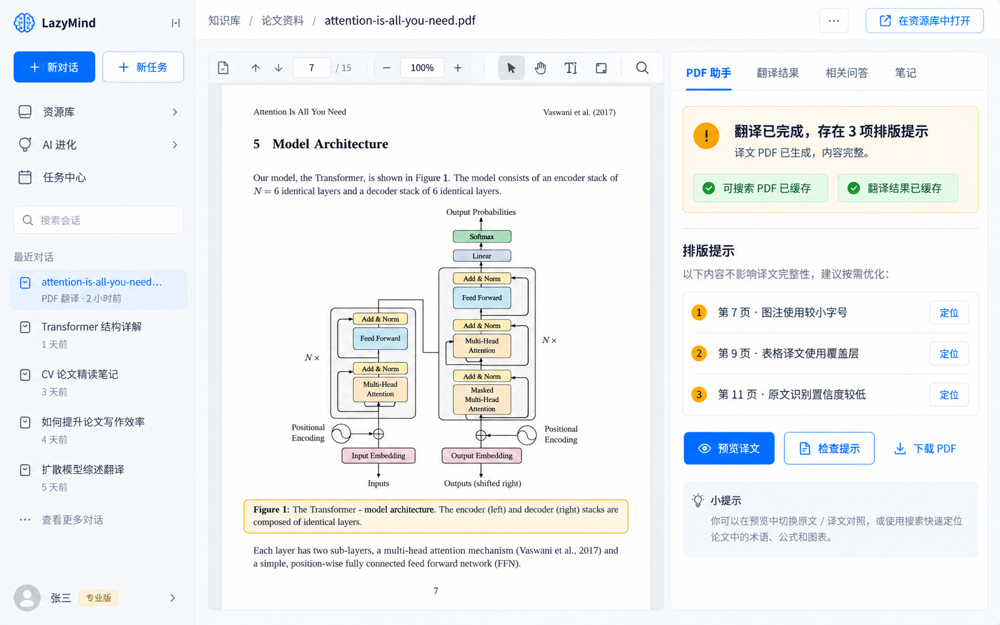 LazyMind
新对话
新任务
资源库
AI 进化
任务中心
搜索会话
最近对话
attention-is-all-you-need...
PDF 翻译 · 2 小时前
Transformer 结构详解
1 天前
CV 论文精读笔记
3 天前
如何提升论文写作效率
4 天前
扩散模型综述翻译
5 天前
查看更多对话
张三
专业版
知识库 / 论文资料 / attention-is-all-you-need.pdf
在资源库中打开
7 / 15
100%
Attention Is All You Need
Vaswani et al. (2017)
5 Model Architecture
Our model, the Transformer, is shown in Figure 1. The model consists of an encoder stack of
N = 6 identical layers and a decoder stack of 6 identical layers.
Output Probabilities
Softmax
Linear
Add & Norm
Feed Forward
Add & Norm
Multi-Head
Attention
Add & Norm
Masked
Multi-Head
Attention
N ×
Add & Norm
Feed Forward
Add & Norm
Multi-Head
Attention
N ×
Positional
Encoding
Positional
Encoding
Input Embedding
Output Embedding
Inputs
Outputs (shifted right)
Figure 1: The Transformer - model architecture. The encoder (left) and decoder (right) stacks are
composed of identical layers.
Each layer has two sub-layers, a multi-head attention mechanism (Vaswani et al., 2017) and
a simple, position-wise fully connected feed forward network (FFN).
7
PDF 助手
翻译结果
相关问答
笔记
翻译已完成，存在 3 项排版提示
译文 PDF 已生成，内容完整。
可搜索 PDF 已缓存
翻译结果已缓存
排版提示
以下内容不影响译文完整性，建议按需优化：
1 第 7 页 · 图注使用较小字号 定位
2 第 9 页 · 表格译文使用覆盖层 定位
3 第 11 页 · 原文识别置信度较低 定位
预览译文
检查提示
下载 PDF
小提示
你可以在预览中切换原文 / 译文对照，或使用搜索快速定位
论文中的术语、公式和图表。